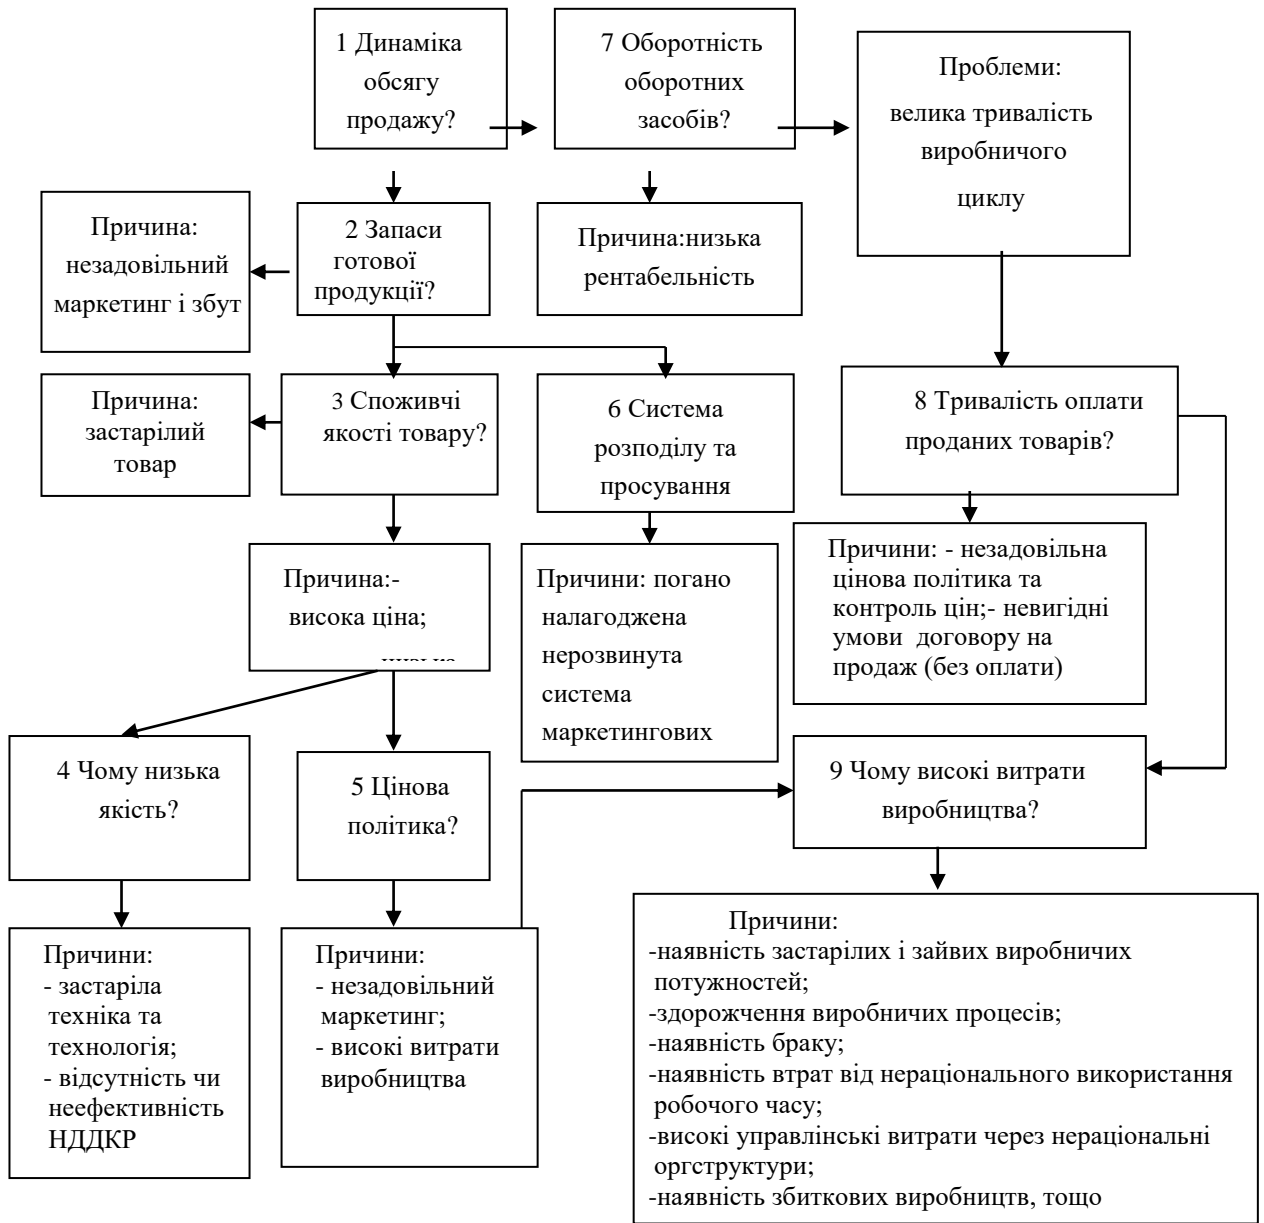 1 Динаміка
обсягу
продажу?
7 Оборотність
оборотних
засобів?
Проблеми:
велика тривалість
виробничого
циклу
Причина:
незадовільний
маркетинг і збут
2 Запаси
готової
продукції?
Причина:низька
рентабельність
Причина:
застарілий
товар
3 Споживчі
якості товару?
6 Система
розподілу та
просування
8 Тривалість оплати
проданих товарів?
Причина:-
висока ціна;
Причини: погано
налагоджена
нерозвинута
система
маркетингових
Причини: - незадовільна
цінова політика та
контроль цін;- невигідні
умови договору на
продаж (без оплати)
4 Чому низька
якість?
5 Цінова
політика?
9 Чому високі витрати
виробництва?
Причини:
- застаріла
техніка та
технологія;
- відсутність чи
неефективність
НДДКР
Причини:
- незадовільний
маркетинг;
- високі витрати
виробництва
Причини:
-наявність застарілих і зайвих виробничих
потужностей;
-здорожчення виробничих процесів;
-наявність браку;
-наявність втрат від нераціонального використання
робочого часу;
-високі управлінські витрати через нераціональні
оргструктури;
-наявність збиткових виробництв, тощо